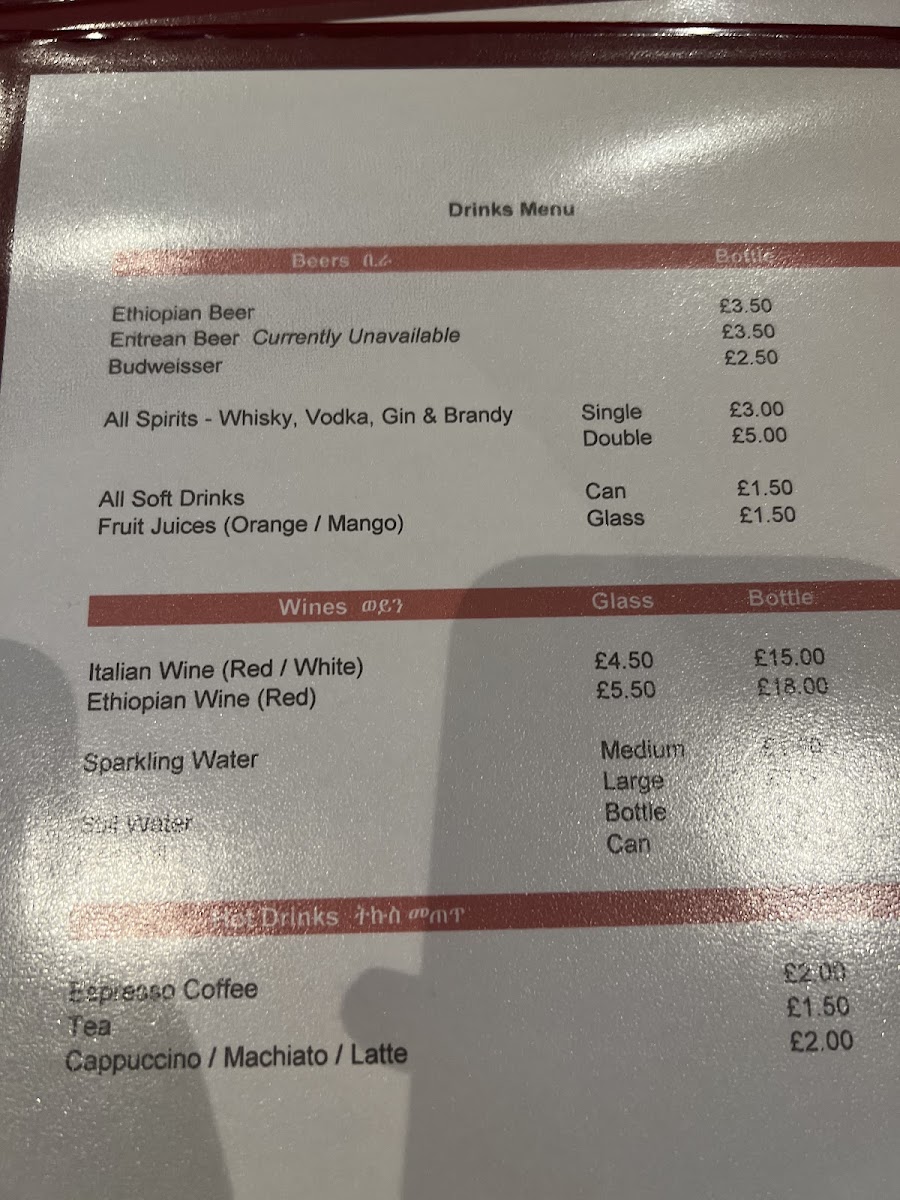 Drinks Menu
Beers ቢራ Bottle
Ethiopian Beer £3.50
Eritrean Beer Currently Unavailable £3.50
Budweisser £2.50
All Spirits - Whisky, Vodka, Gin & Brandy Single £3.00
Double £5.00
All Soft Drinks Can £1.50
Fruit Juices (Orange / Mango) Glass £1.50
Wines ወይን Glass Bottle
Italian Wine (Red / White) £4.50 £15.00
Ethiopian Wine (Red) £5.50 £18.00
Sparkling Water Medium
Large
Still Water Bottle
Can
Hot Drinks ትኩስ መጠጥ
Espresso Coffee £2.00
Tea £1.50
Cappuccino / Machiato / Latte £2.00